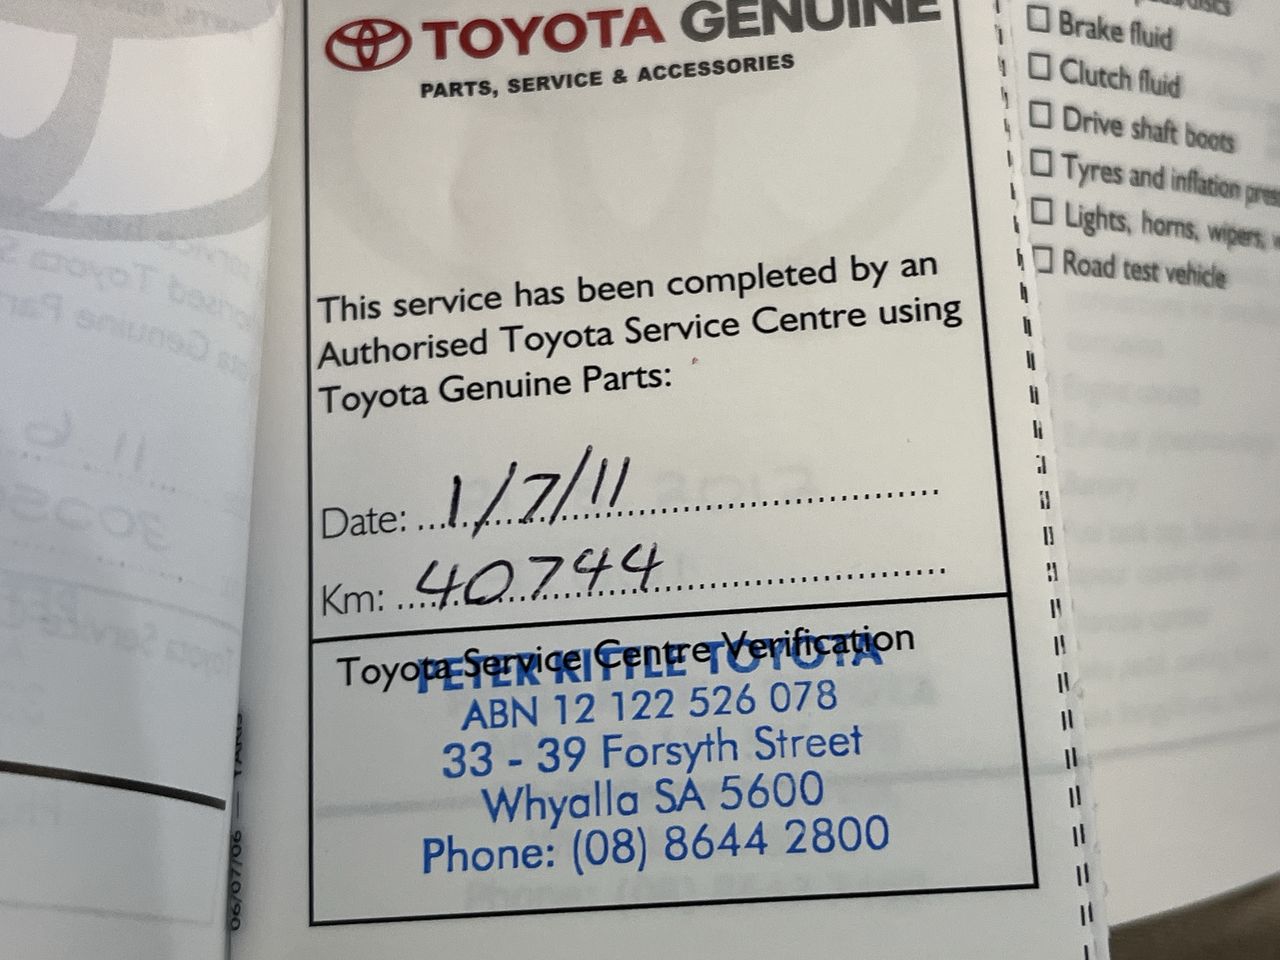 TOYOTA GENUINE
PARTS, SERVICE & ACCESSORIES
This service has been completed by an
Authorised Toyota Service Centre using
Toyota Genuine Parts:
Date: 1/7/11
Km: 40744
Toyota Service Centre Verification
PETER KITTLE TOYOTA
ABN 12 122 526 078
33 - 39 Forsyth Street
Whyalla SA 5600
Phone: (08) 8644 2800
Brake fluid
Clutch fluid
Drive shaft boots
Tyres and inflation
Lights, horns, wipers,
Road test vehicle
06/07/06